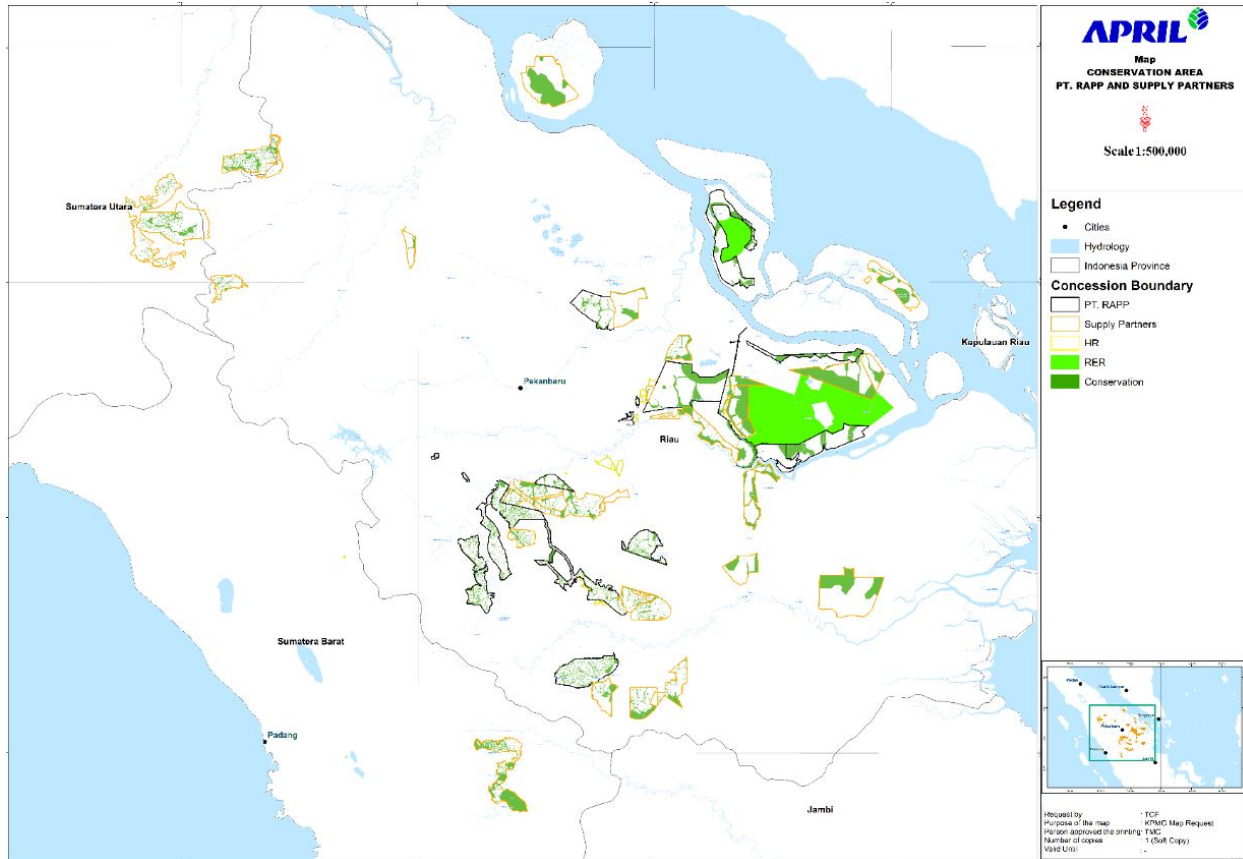 APRIL
Map
CONSERVATION AREA
PT. RAPP AND SUPPLY PARTNERS
Scale 1:500,000
Legend
Cities
Hydrology
Indonesia Province
Concession Boundary
PT. RAPP
Supply Partners
HR
RER
Conservation
Sumatera Utara
Kepulauan Riau
Pekanbaru
Riau
Sumatera Barat
Padang
Jambi
Request by : TCF
Purpose of the map : KPMG Map Request
Person approved the printing: TMC
Number of copies : 1 (Soft Copy)
Valid Until : -